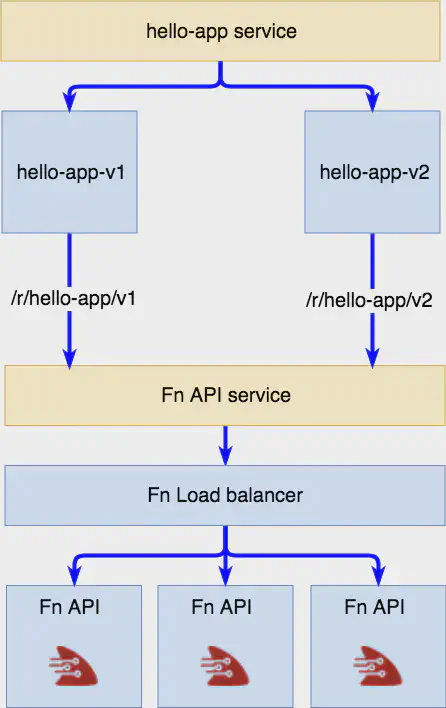 hello-app service
hello-app-v1
hello-app-v2
/r/hello-app/v1
/r/hello-app/v2
Fn API service
Fn Load balancer
Fn API
Fn API
Fn API